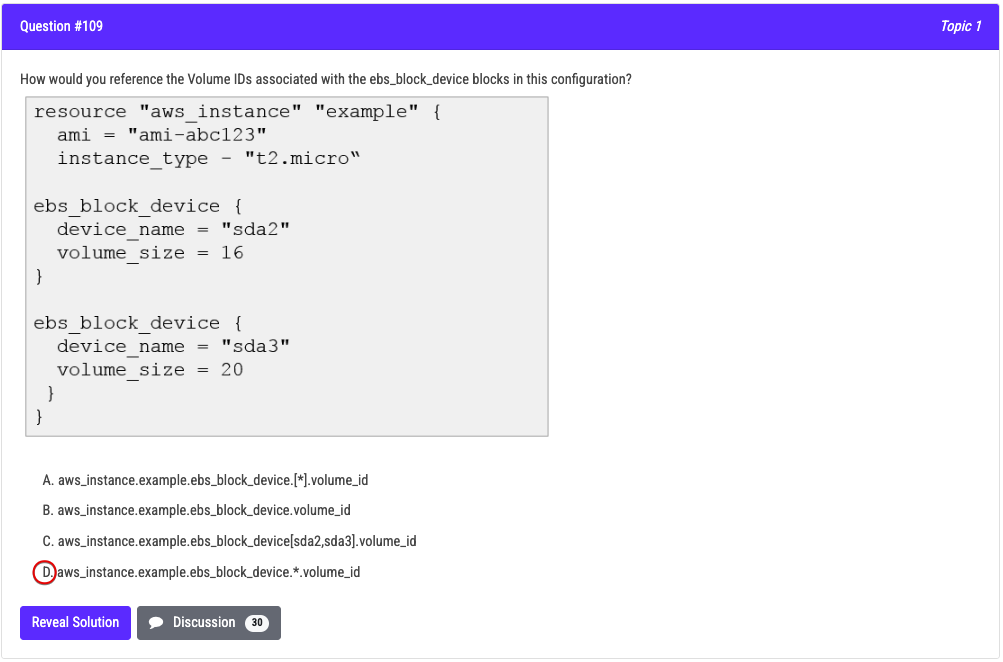 Question #109
Topic 1
How would you reference the Volume IDs associated with the ebs_block_device blocks in this configuration?
resource "aws_instance" "example" {
  ami = "ami-abc123"
  instance_type - "t2.micro‟

ebs_block_device {
  device_name = "sda2"
  volume_size = 16
}

ebs_block_device {
  device_name = "sda3"
  volume_size = 20
 }
}
A. aws_instance.example.ebs_block_device.[*].volume_id
B. aws_instance.example.ebs_block_device.volume_id
C. aws_instance.example.ebs_block_device[sda2,sda3].volume_id
D. aws_instance.example.ebs_block_device.*.volume_id
Reveal Solution
Discussion 30